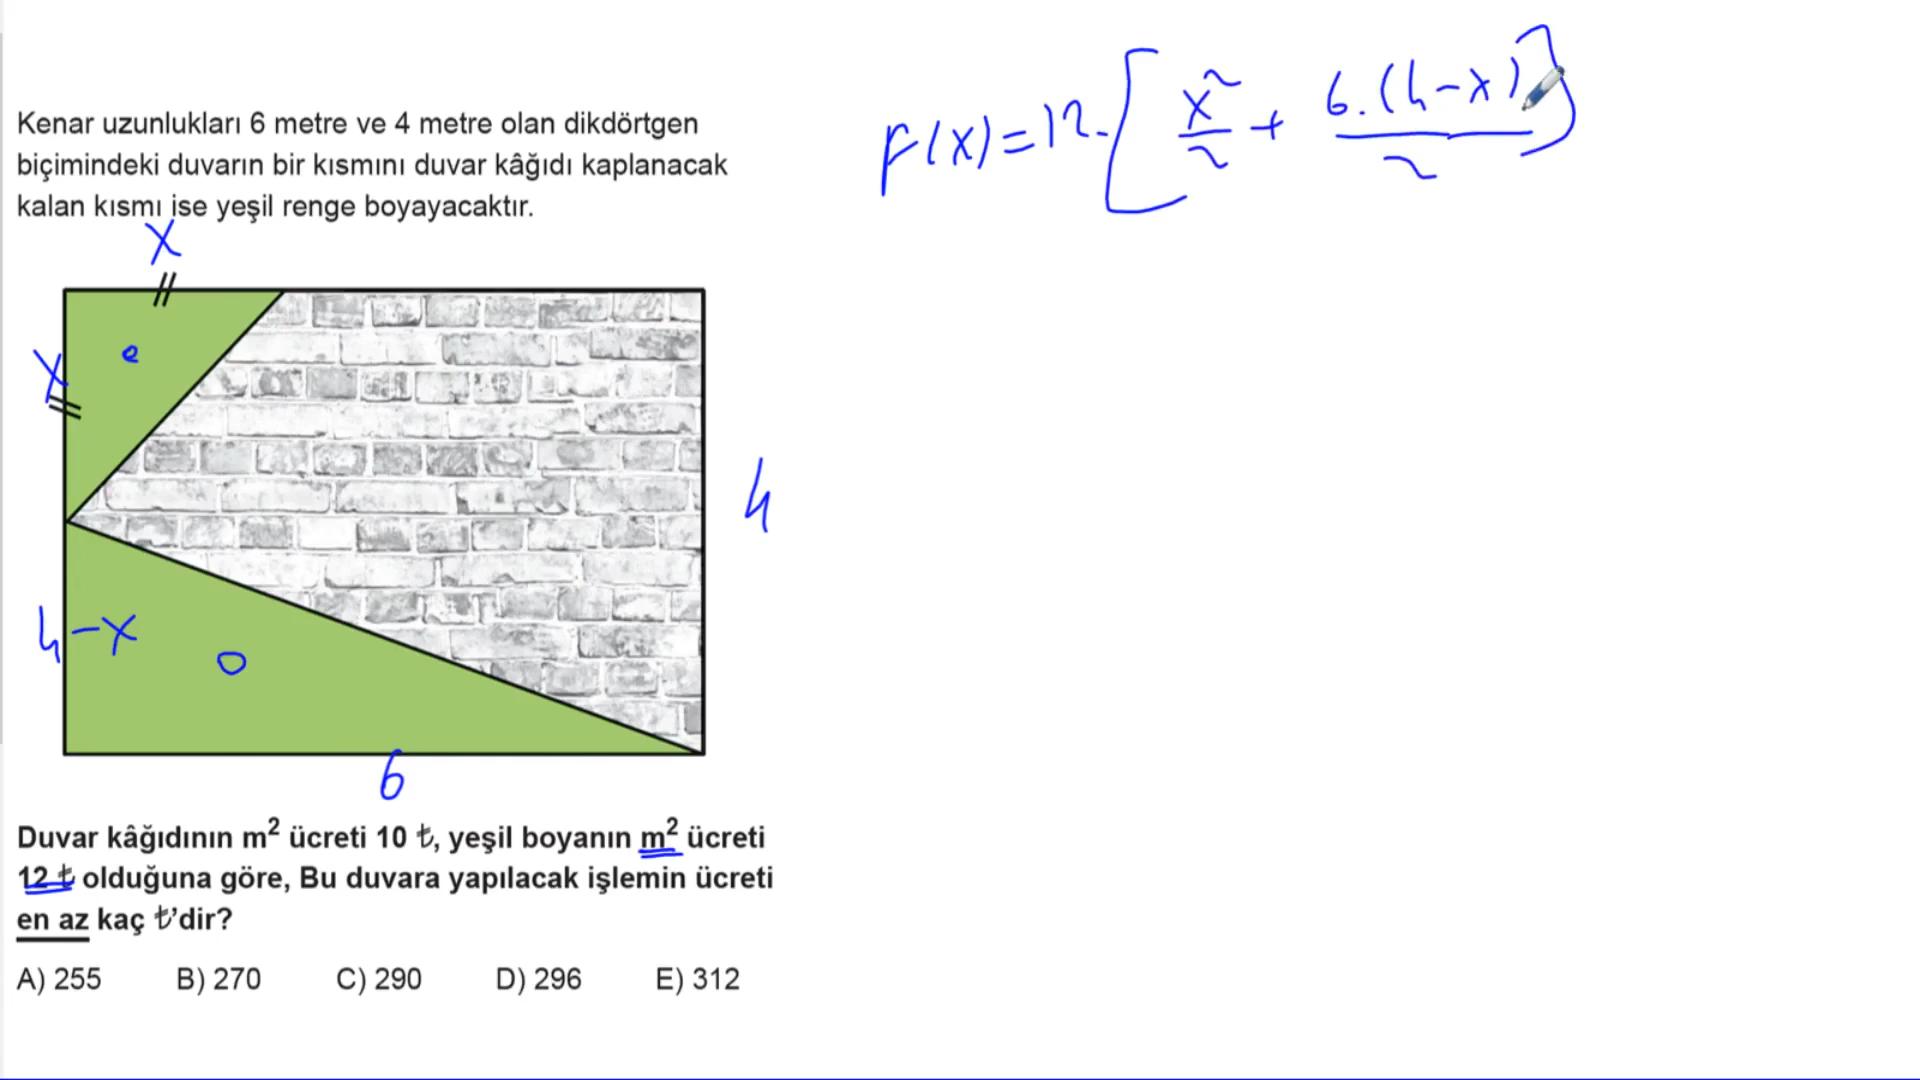 Kenar uzunlukları 6 metre ve 4 metre olan dikdörtgen
biçimindeki duvarın bir kısmını duvar kâğıdı kaplanacak
kalan kısmı ise yeşil renge boyayacaktır.
F(x)=12·[x²/2 + 6.(4-x)/2]
x
x
4
4-x
6
Duvar kâğıdının m² ücreti 10 ₺, yeşil boyanın m² ücreti
12 ₺ olduğuna göre, Bu duvara yapılacak işlemin ücreti
en az kaç ₺'dir?
A) 255 B) 270 C) 290 D) 296 E) 312